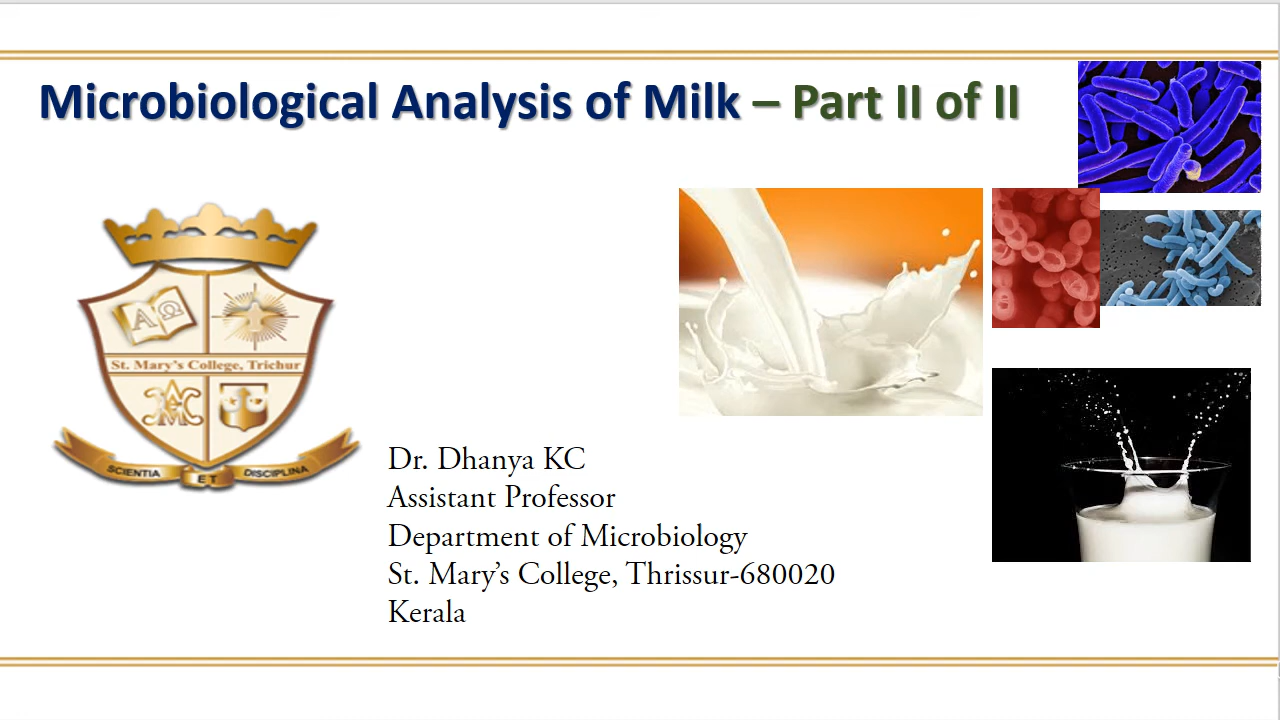 Microbiological Analysis of Milk – Part II of II
A Ω
St. Mary's College, Trichur
SCIENTIA ET DISCIPLINA
Dr. Dhanya KC
Assistant Professor
Department of Microbiology
St. Mary’s College, Thrissur-680020
Kerala